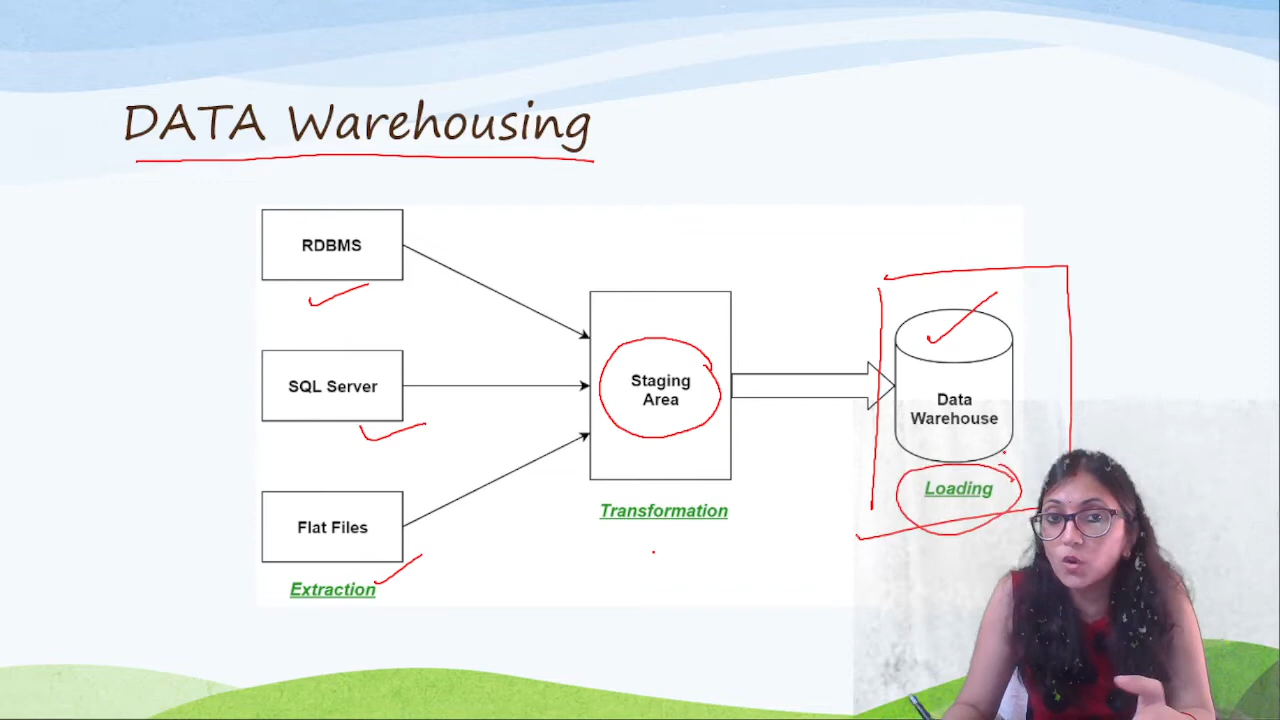 DATA Warehousing
RDBMS
SQL Server
Flat Files
Extraction
Staging
Area
Transformation
Data
Warehouse
Loading